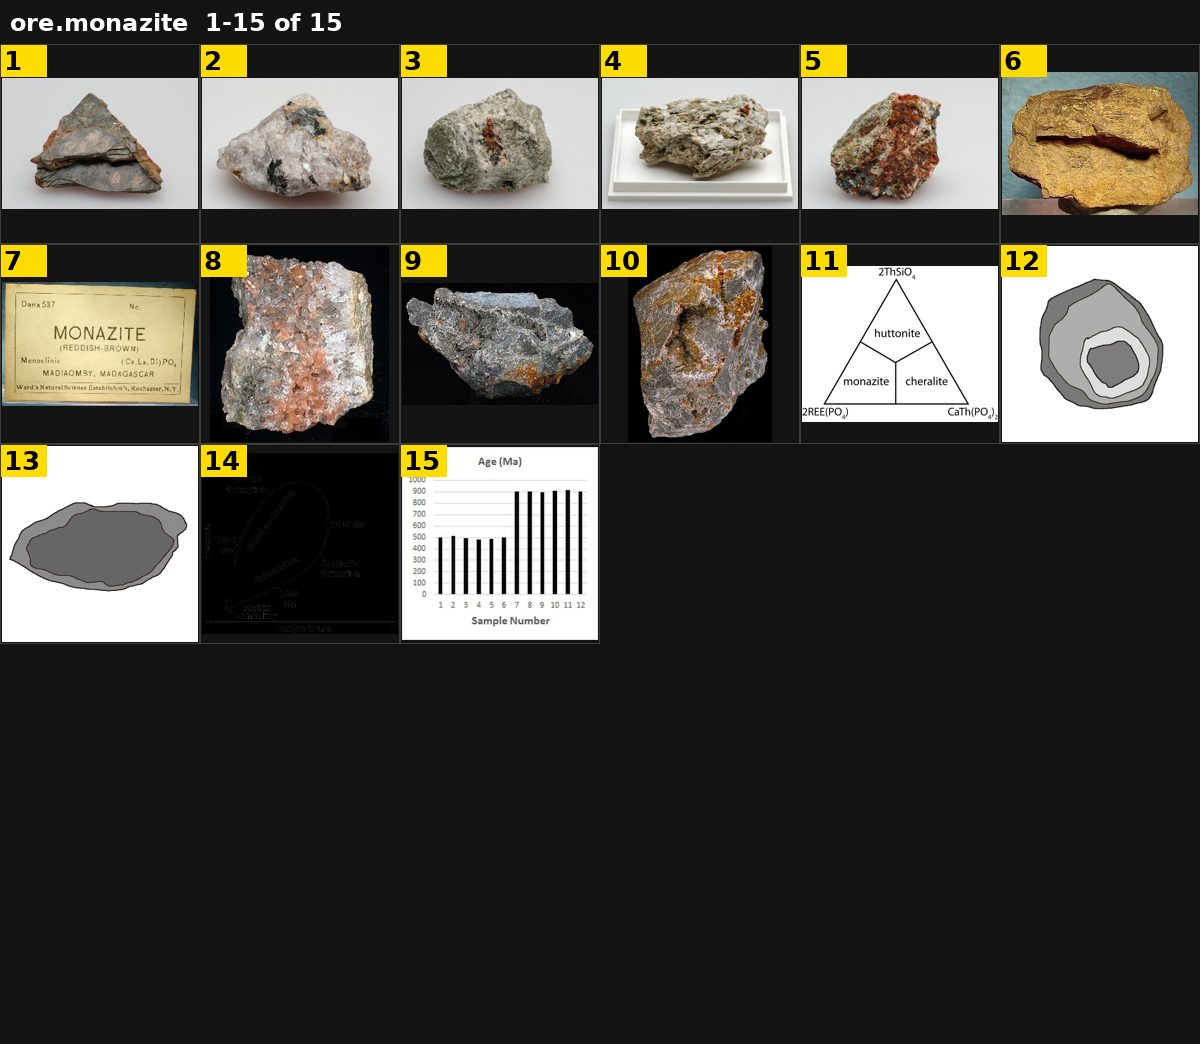 ore.monazite 1-15 of 15
1
2
3
4
5
6
7
Dana 537 No.
MONAZITE
(REDDISH-BROWN)
Monoclinic (Ce,La,Di)PO4
MADIAOMBY, MADAGASCAR
Ward's Natural Science Establishm't, Rochester, N.Y.
8
9
10
11
2ThSiO4
huttonite
monazite cheralite
2REE(PO4) CaTh(PO4)2
12
13
14
Temperature
15
Age (Ma)
1000
900
800
700
600
500
400
300
200
100
0
1 2 3 4 5 6 7 8 9 10 11 12
Sample Number